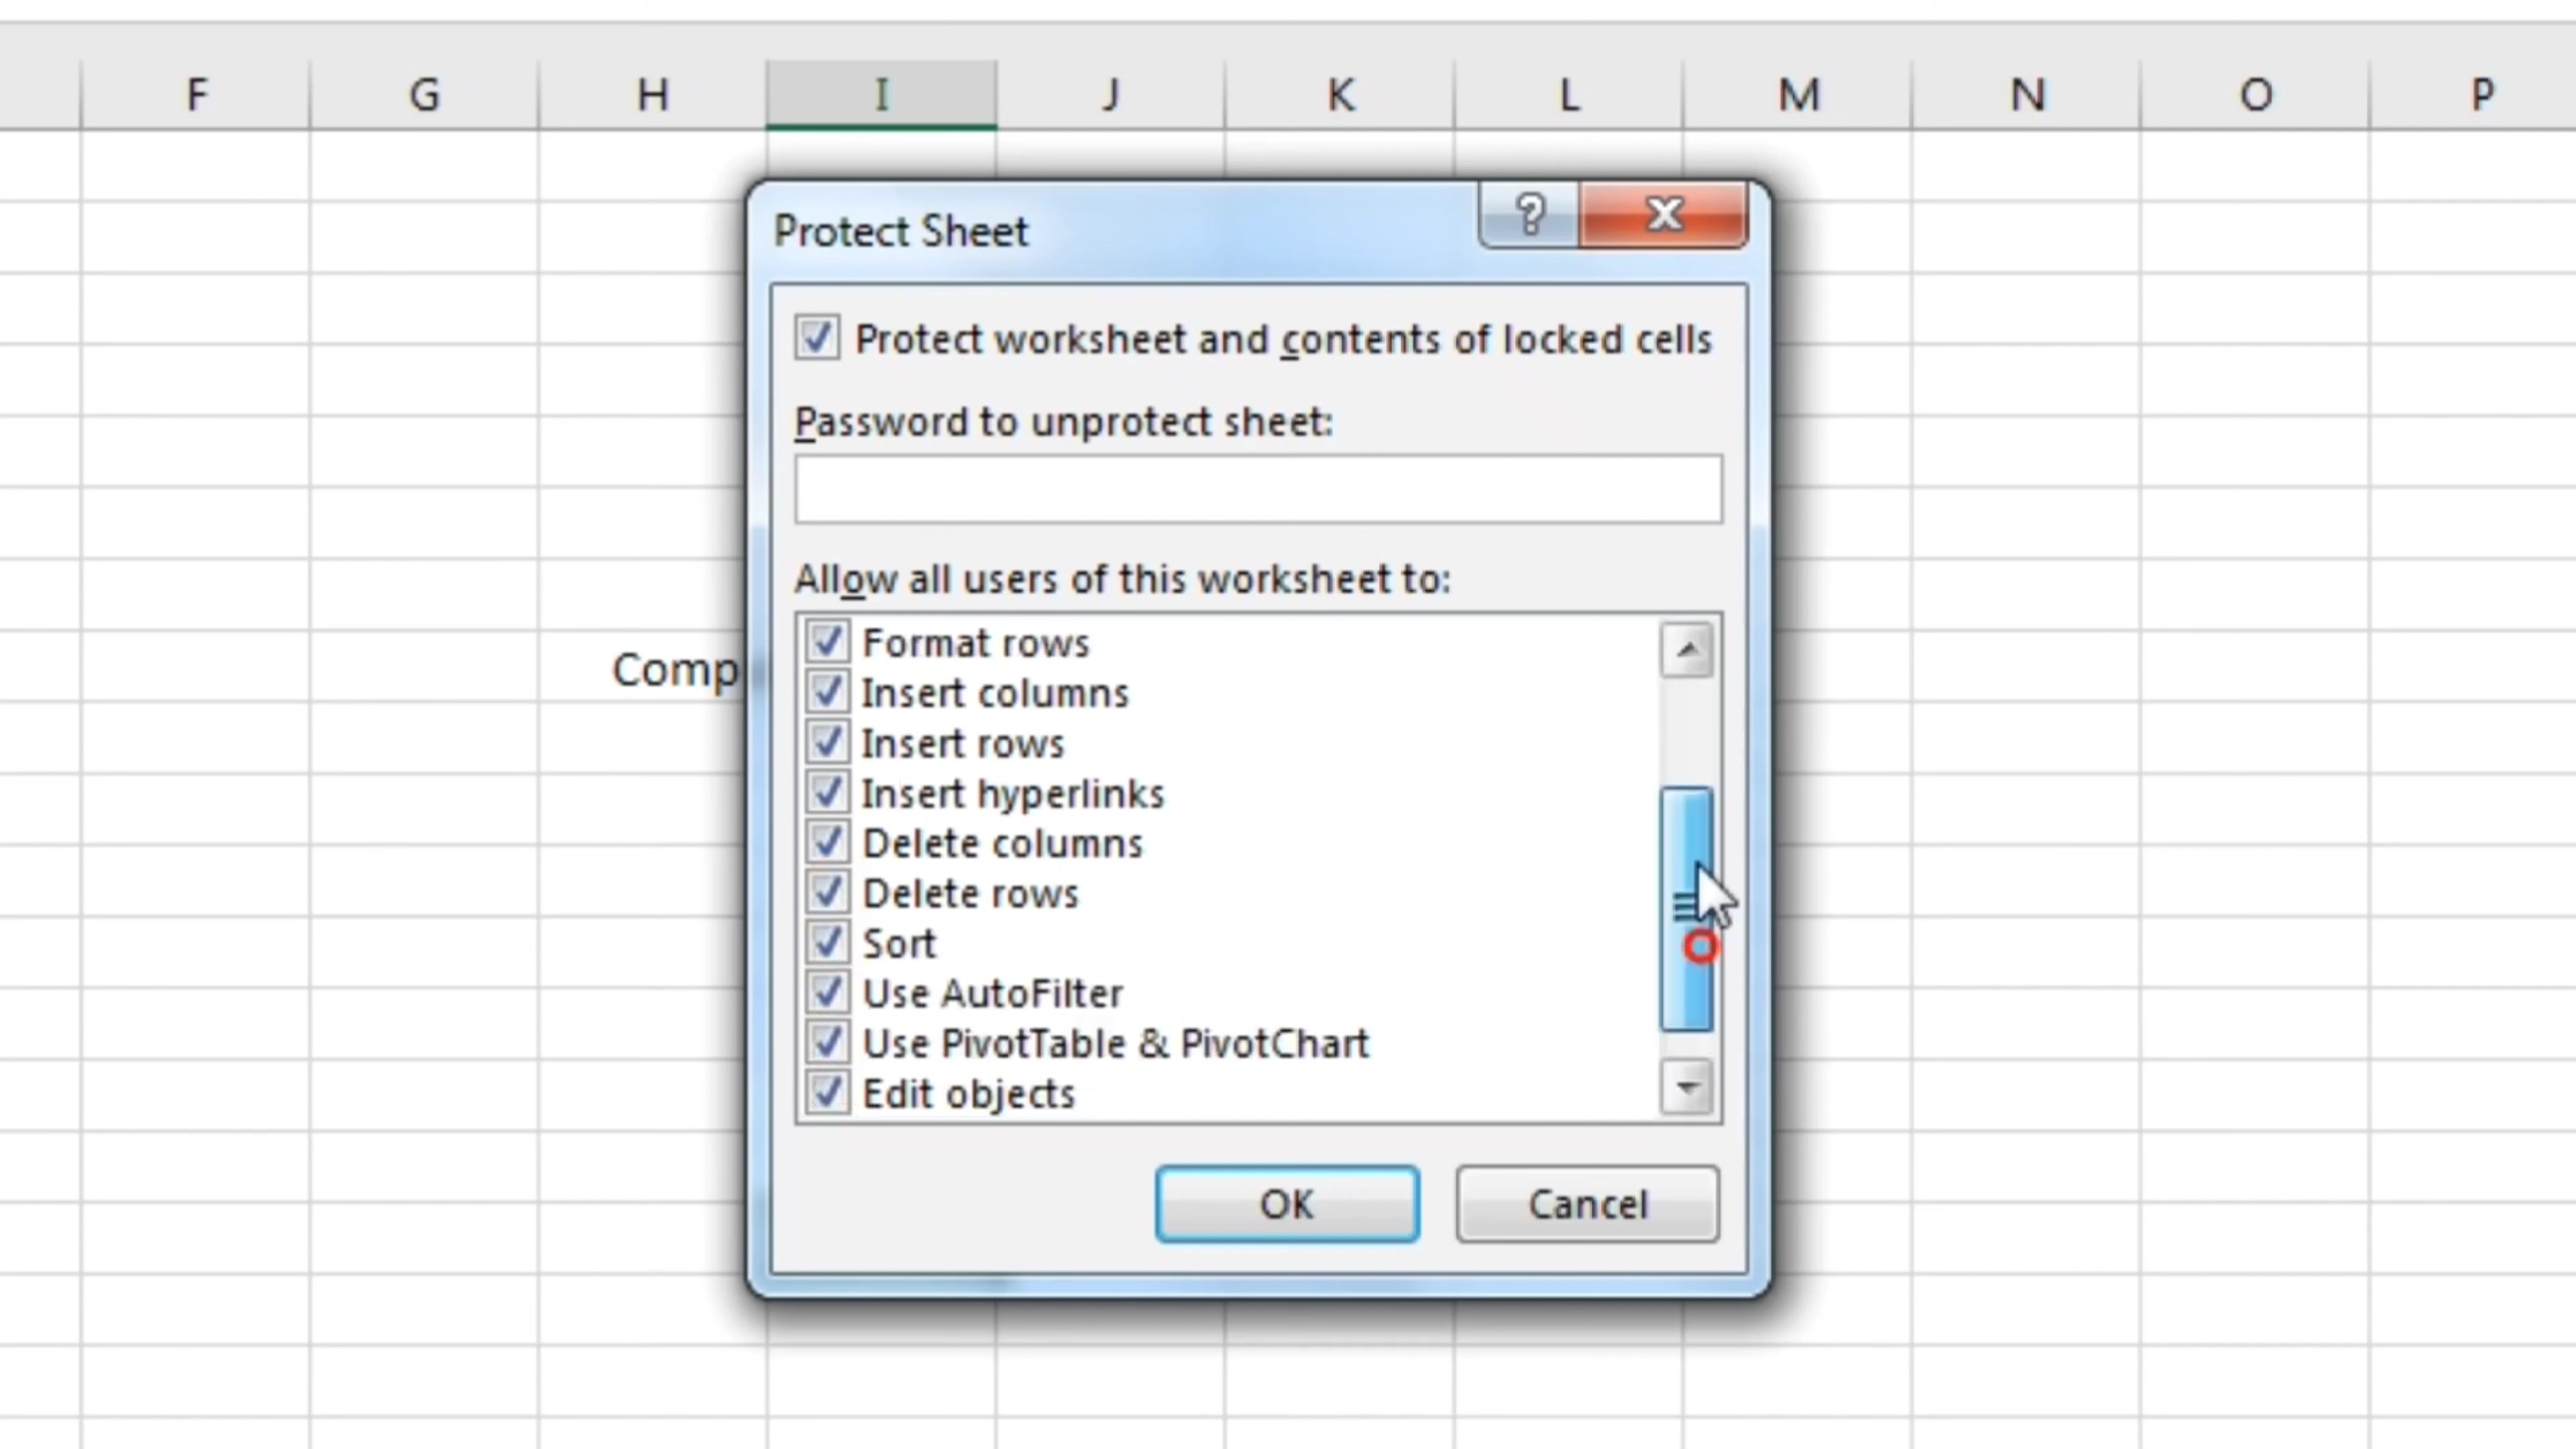 F G H I J K L M N O P
Protect Sheet
Protect worksheet and contents of locked cells
Password to unprotect sheet:
Allow all users of this worksheet to:
Format rows
Comp
Insert columns
Insert rows
Insert hyperlinks
Delete columns
Delete rows
Sort
Use AutoFilter
Use PivotTable & PivotChart
Edit objects
OK Cancel